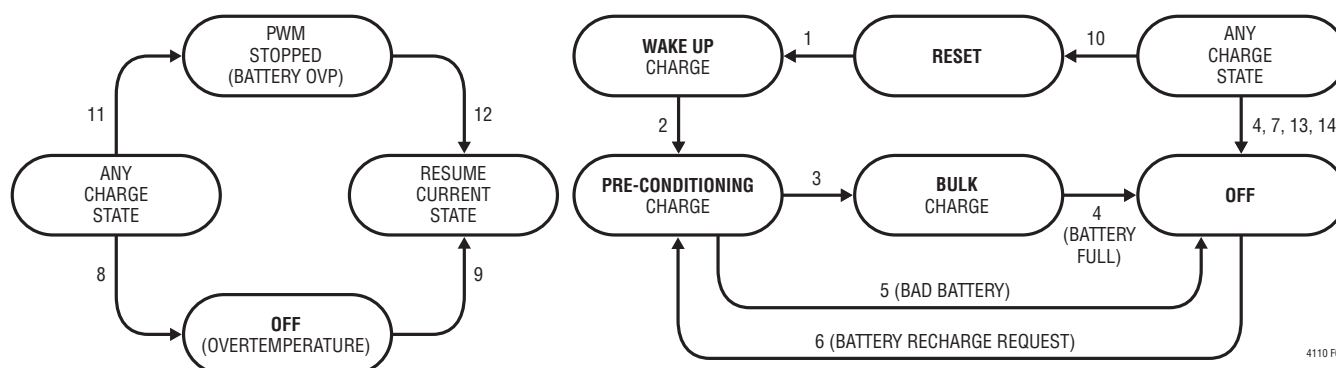 PWM
STOPPED
(BATTERY OVP)
11
12
ANY
CHARGE
STATE
RESUME
CURRENT
STATE
8
9
OFF
(OVERTEMPERATURE)
WAKE UP
CHARGE
1
RESET
10
ANY
CHARGE
STATE
2
4, 7, 13, 14
PRE-CONDITIONING
CHARGE
3
BULK
CHARGE
4
(BATTERY
FULL)
OFF
5 (BAD BATTERY)
6 (BATTERY RECHARGE REQUEST)
4110